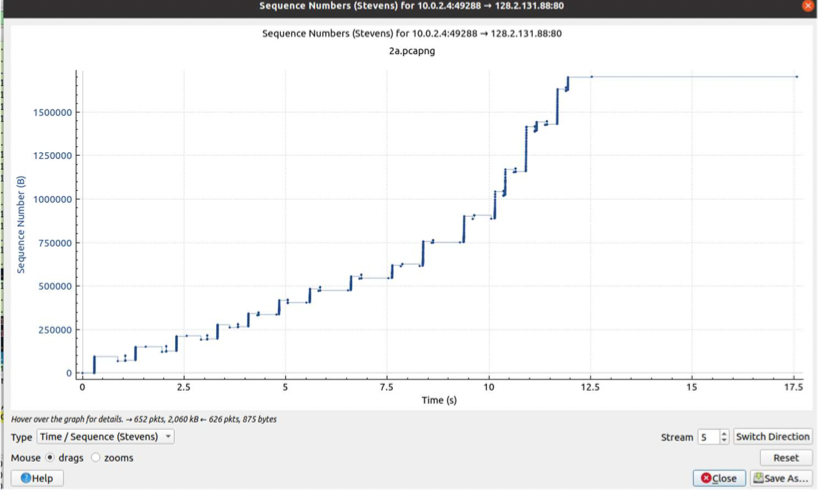 Sequence Numbers (Stevens) for 10.0.2.4:49288 → 128.2.131.88:80
Sequence Numbers (Stevens) for 10.0.2.4:49288 → 128.2.131.88:80
2a.pcapng
Sequence Number (B)
1500000
1250000
1000000
750000
500000
250000
0
0 2.5 5 7.5 10 12.5 15 17.5
Time (s)
Hover over the graph for details. → 652 pkts, 2,060 kB ← 626 pkts, 875 bytes
Type Time / Sequence (Stevens) Stream 5 Switch Direction
Mouse drags zooms Reset
Help Close Save As...